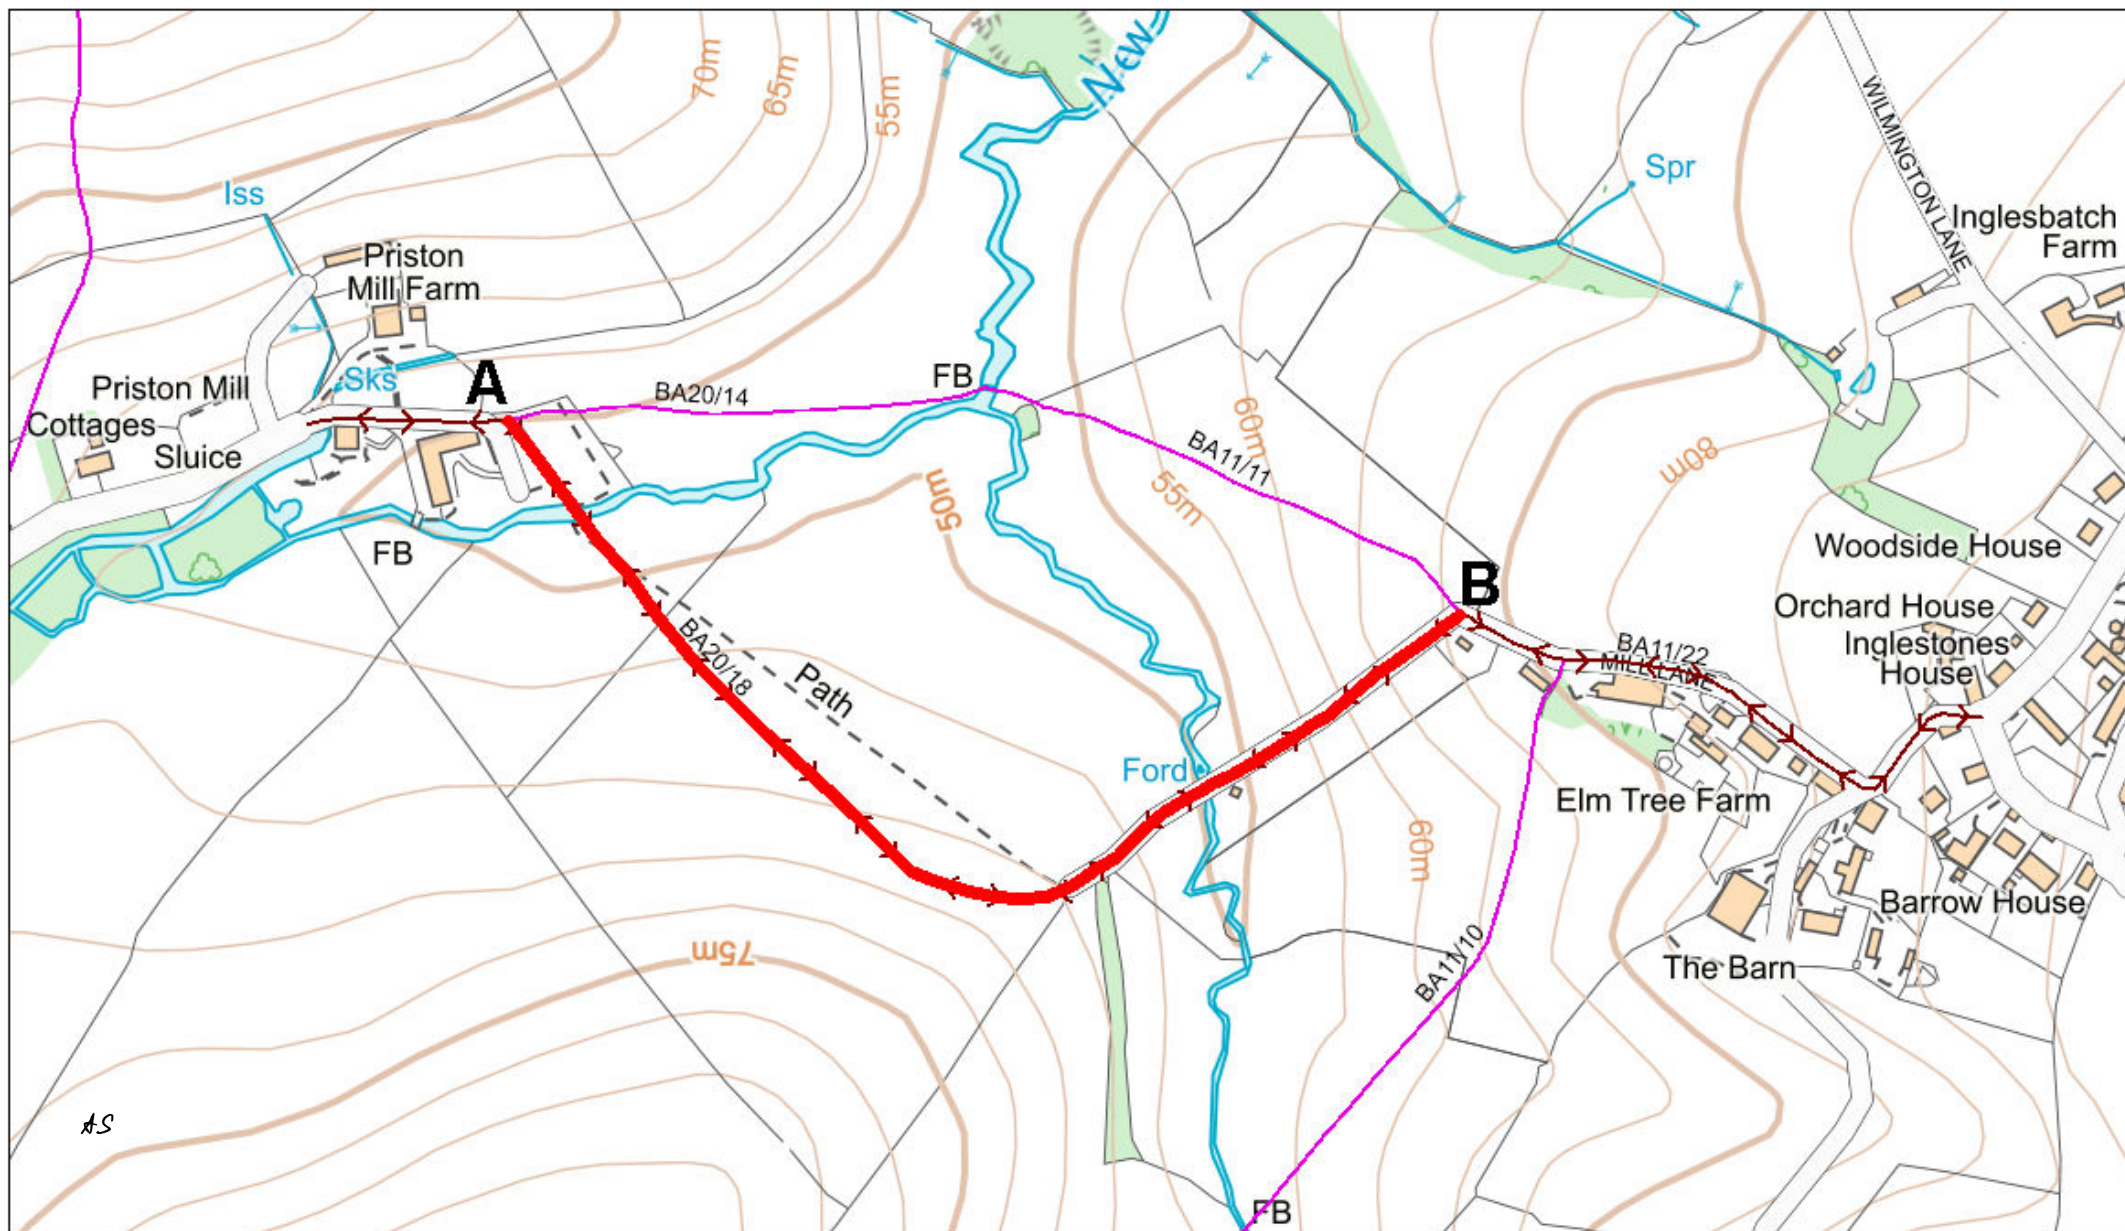 New
70m
65m
55m
Iss
Spr
WILMINGTON LANE
Inglesbatch
Farm
Priston
Mill Farm
Sks
A
FB
BA20/14
Priston Mill
Cottages
Sluice
60m
BA11/11
80m
50m
55m
FB
B
Woodside House
Orchard House
Inglestones
House
BA11/22
MILL LANE
BA20/18
Path
Ford
Elm Tree Farm
60m
Barrow House
75m
BA11/10
The Barn
AS
FB